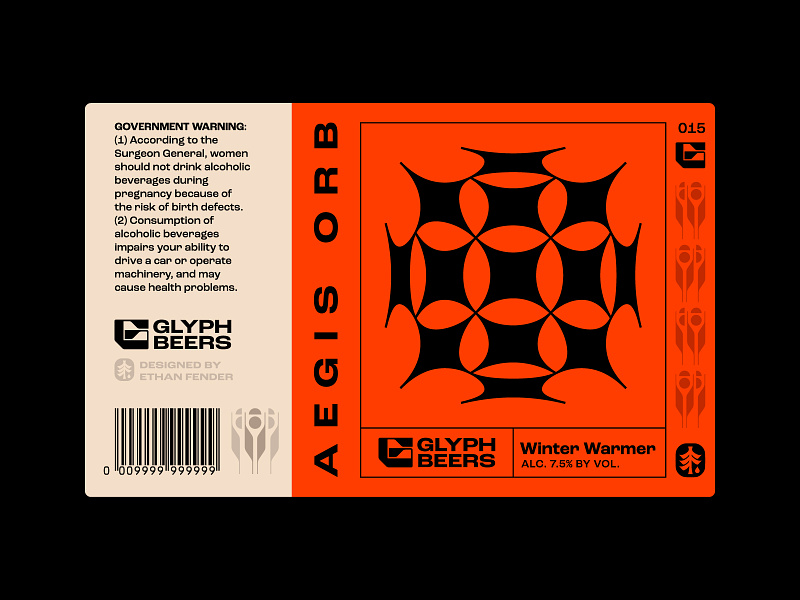 GOVERNMENT WARNING:
(1) According to the
Surgeon General, women
should not drink alcoholic
beverages during
pregnancy because of
the risk of birth defects.
(2) Consumption of
alcoholic beverages
impairs your ability to
drive a car or operate
machinery, and may
cause health problems.
GLYPH
BEERS
DESIGNED BY
ETHAN FENDER
0 009999 999999
AEGIS ORB
GLYPH
BEERS
Winter Warmer
ALC. 7.5% BY VOL.
015